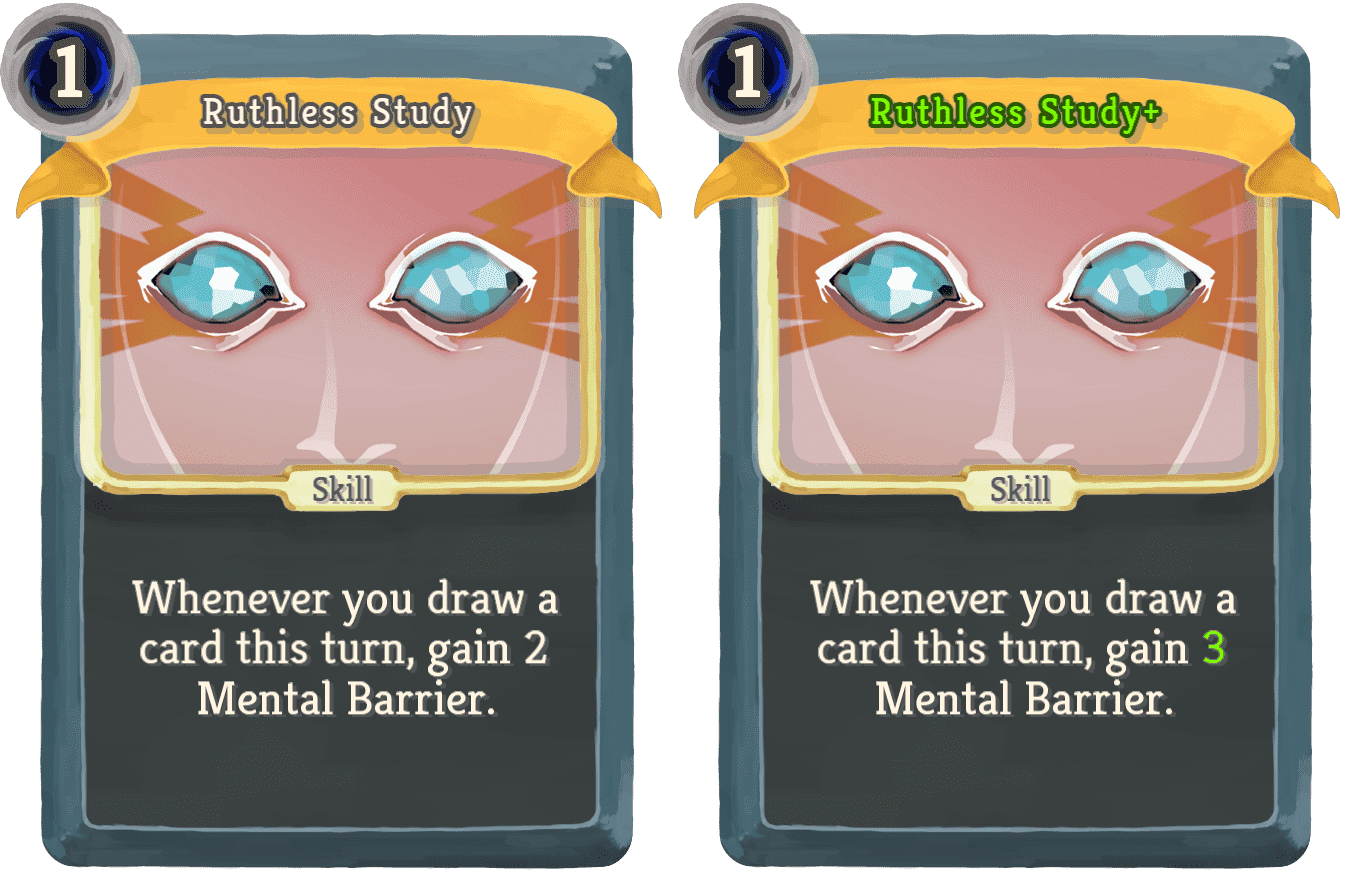 1
Ruthless Study
Skill
Whenever you draw a
card this turn, gain 2
Mental Barrier.
1
Ruthless Study+
Skill
Whenever you draw a
card this turn, gain 3
Mental Barrier.